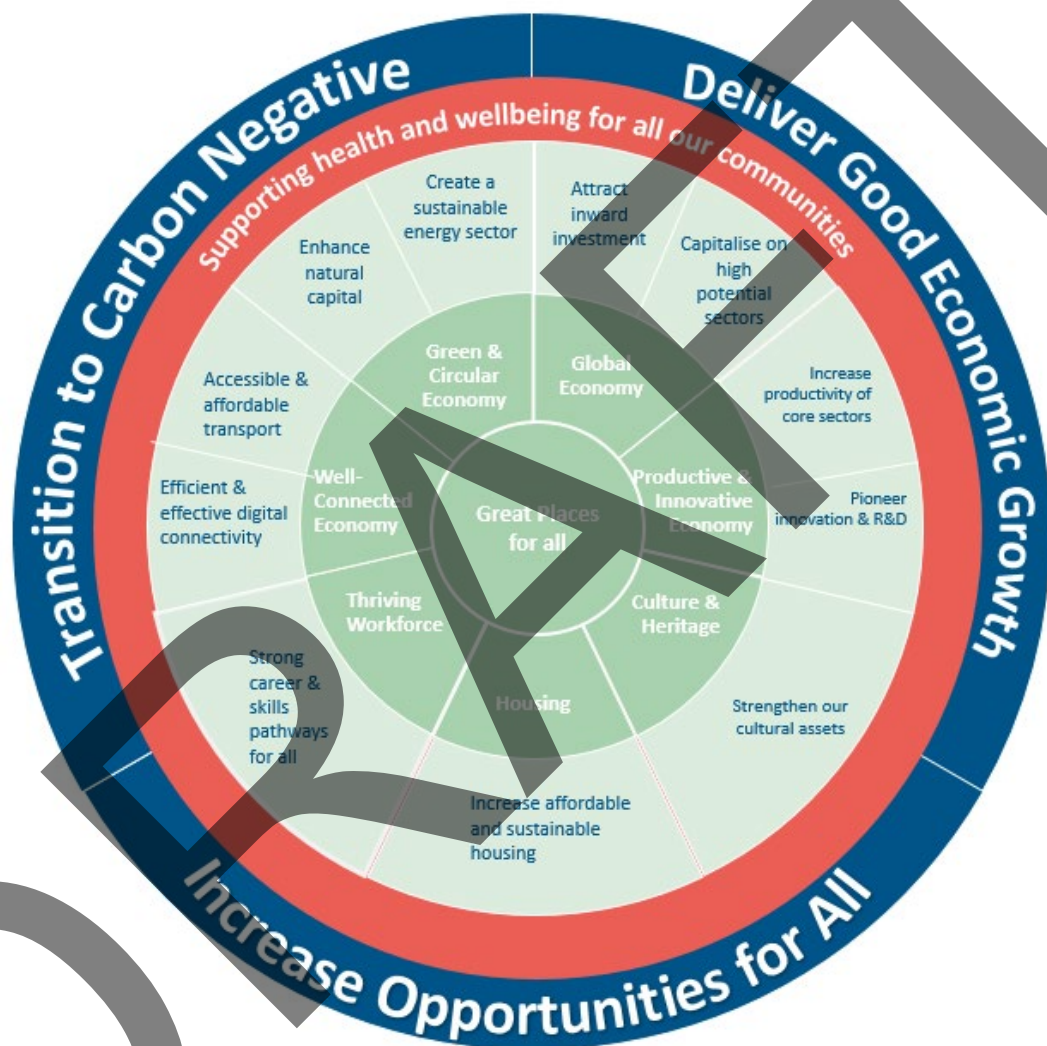 Transition to Carbon Negative
Deliver Good Economic Growth
Increase Opportunities for All
Supporting health and wellbeing for all our communities
Create a
sustainable
energy sector
Attract
inward
investment
Enhance
natural
capital
Capitalise on
high
potential
sectors
Accessible &
affordable
transport
Increase
productivity of
core sectors
Efficient &
effective digital
connectivity
Pioneer
innovation & R&D
Strong
career &
skills
pathways
for all
Strengthen our
cultural assets
Increase affordable
and sustainable
housing
Green &
Circular
Economy
Global
Economy
Well-
Connected
Economy
Productive &
Innovative
Economy
Thriving
Workforce
Culture &
Heritage
Housing
Great Places
for all
DRAFT